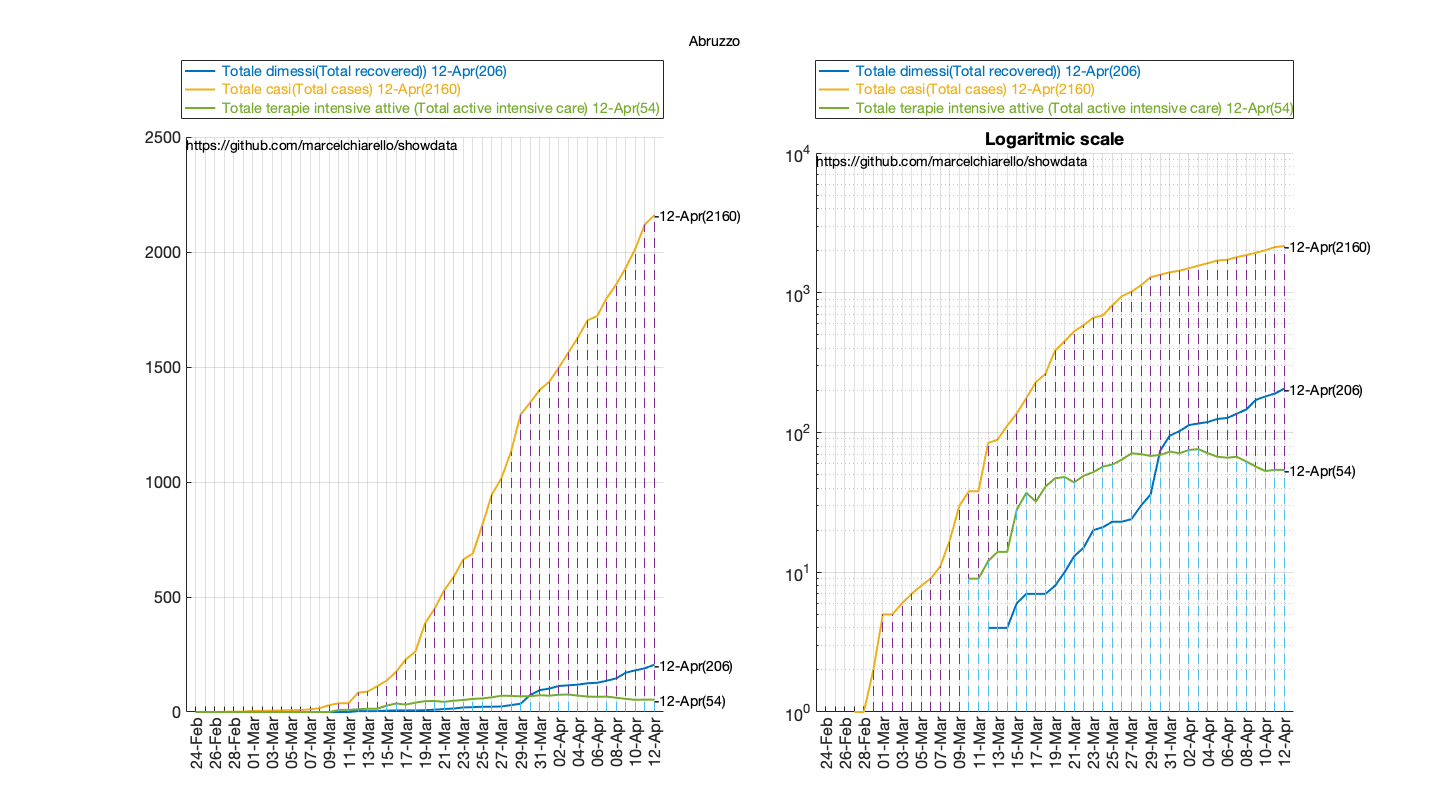 Abruzzo
Totale dimessi(Total recovered)) 12-Apr(206)
Totale casi(Total cases) 12-Apr(2160)
Totale terapie intensive attive (Total active intensive care) 12-Apr(54)
2500
2000
1500
1000
500
0
https://github.com/marcelchiarello/showdata
12-Apr(2160)
12-Apr(206)
12-Apr(54)
24-Feb
26-Feb
28-Feb
01-Mar
03-Mar
05-Mar
07-Mar
09-Mar
11-Mar
13-Mar
15-Mar
17-Mar
19-Mar
21-Mar
23-Mar
25-Mar
27-Mar
29-Mar
31-Mar
02-Apr
04-Apr
06-Apr
08-Apr
10-Apr
12-Apr
Totale dimessi(Total recovered)) 12-Apr(206)
Totale casi(Total cases) 12-Apr(2160)
Totale terapie intensive attive (Total active intensive care) 12-Apr(54)
Logaritmic scale
10^4
10^3
10^2
10^1
10^0
https://github.com/marcelchiarello/showdata
12-Apr(2160)
12-Apr(206)
12-Apr(54)
24-Feb
26-Feb
28-Feb
01-Mar
03-Mar
05-Mar
07-Mar
09-Mar
11-Mar
13-Mar
15-Mar
17-Mar
19-Mar
21-Mar
23-Mar
25-Mar
27-Mar
29-Mar
31-Mar
02-Apr
04-Apr
06-Apr
08-Apr
10-Apr
12-Apr